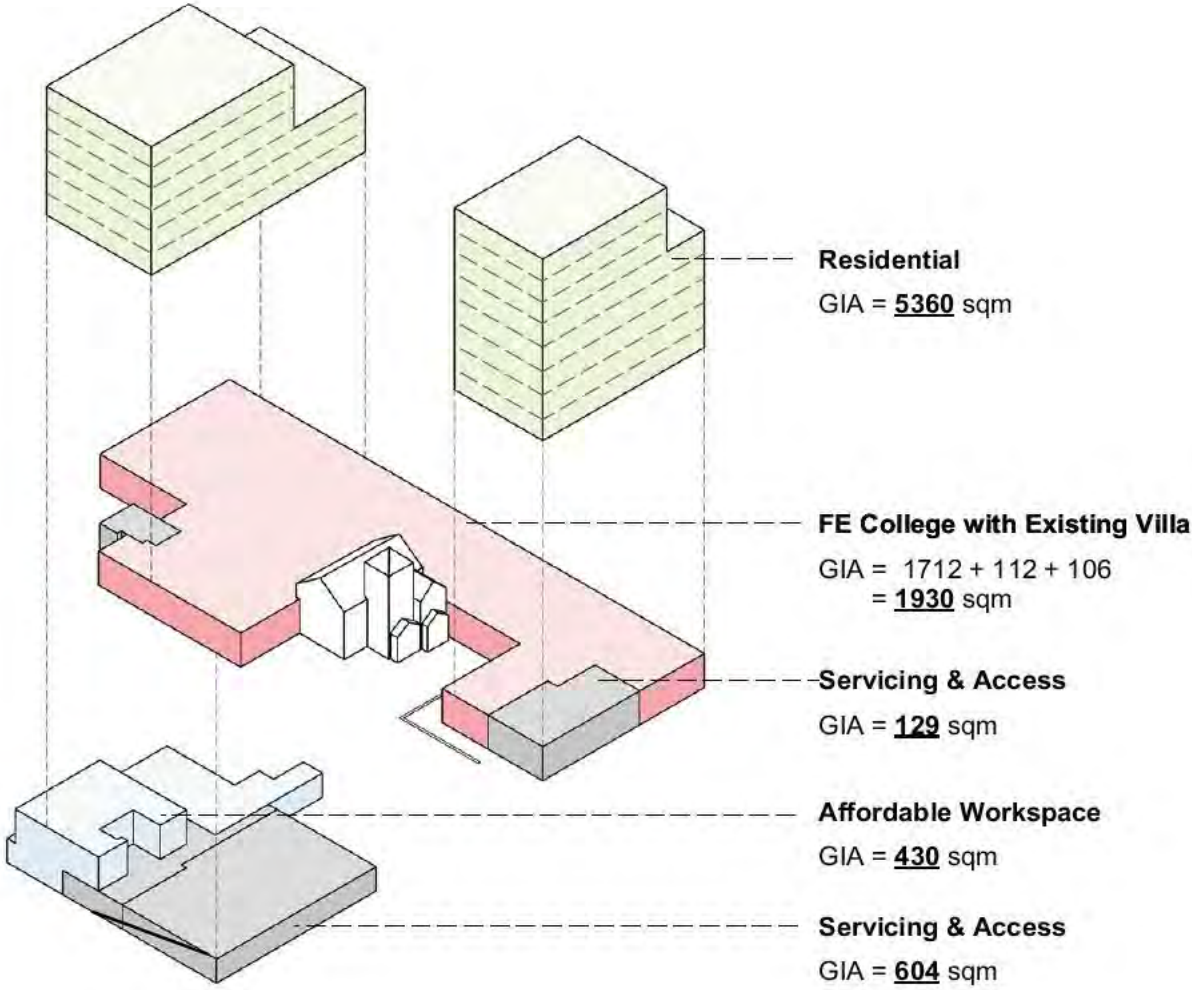 Residential
GIA = 5360 sqm
FE College with Existing Villa
GIA = 1712 + 112 + 106
= 1930 sqm
Servicing & Access
GIA = 129 sqm
Affordable Workspace
GIA = 430 sqm
Servicing & Access
GIA = 604 sqm